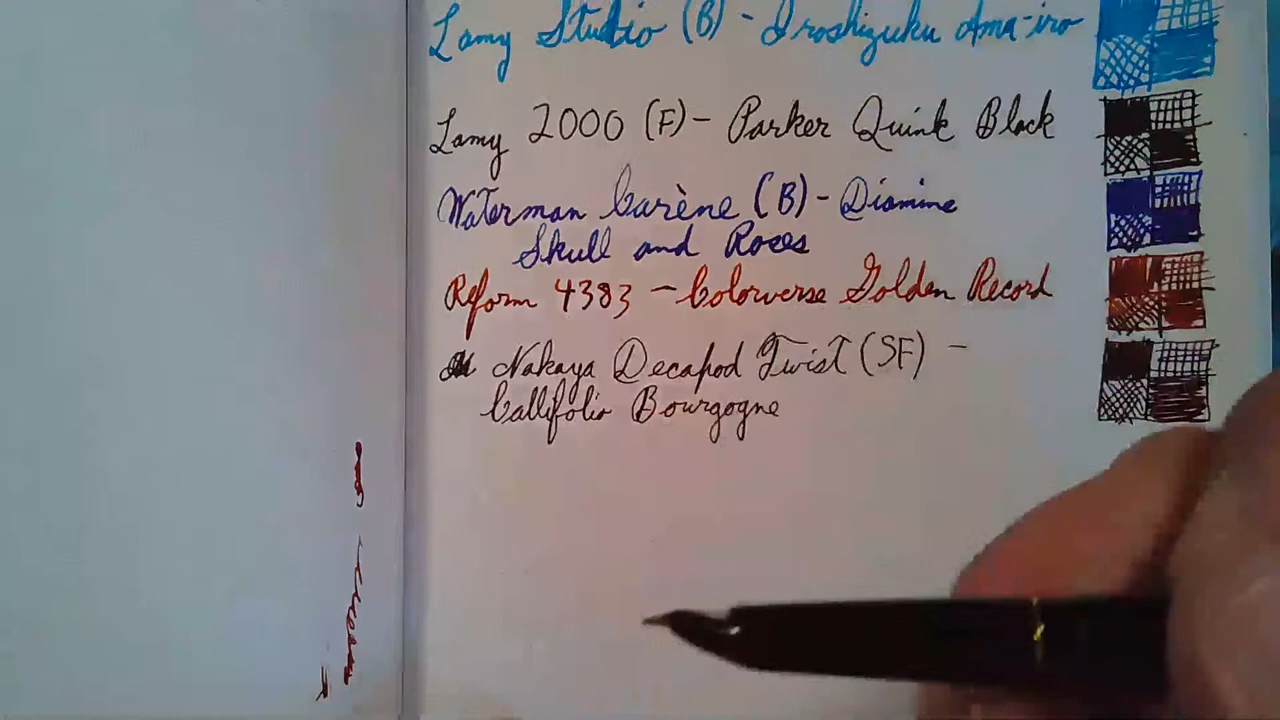 Lamy Studio (B) - Iroshizuku Ama-iro
Lamy 2000 (F) - Parker Quink Black
Waterman Carène (B) - Diamine
Skull and Roses
Reform 4383 - Colorverse Golden Record
Nakaya Decapod Twist (SF) -
Callifolio Bourgogne